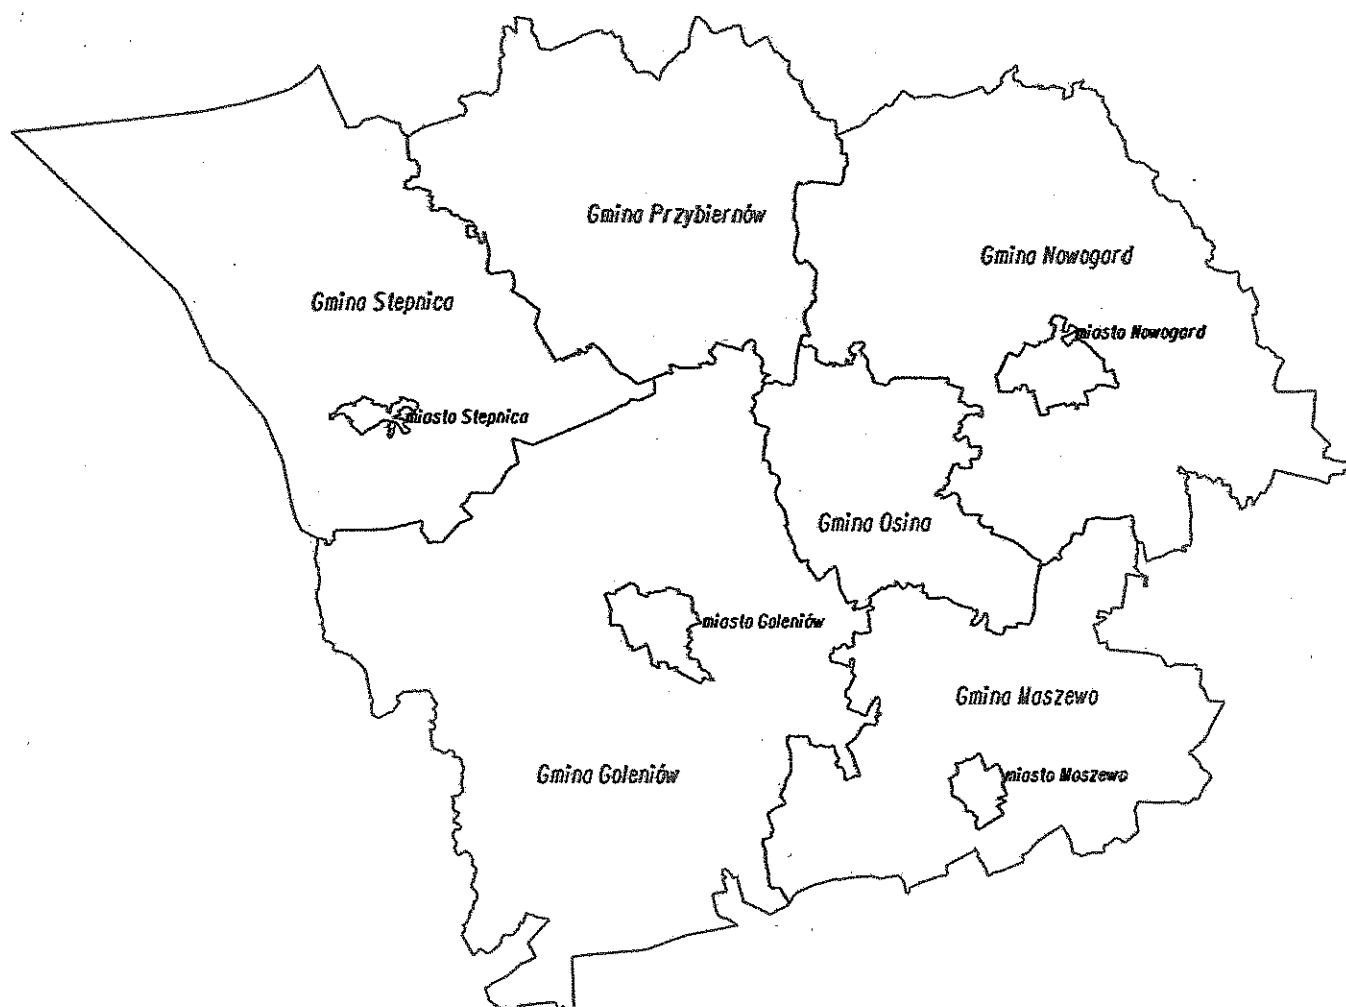 Gmina Przybiernów
Gmina Nowogard
Gmina Stepnica
miasto Nowogard
miasto Stepnica
Gmina Osina
miasto Goleniów
Gmina Maszewo
Gmina Goleniów
miasto Maszewo